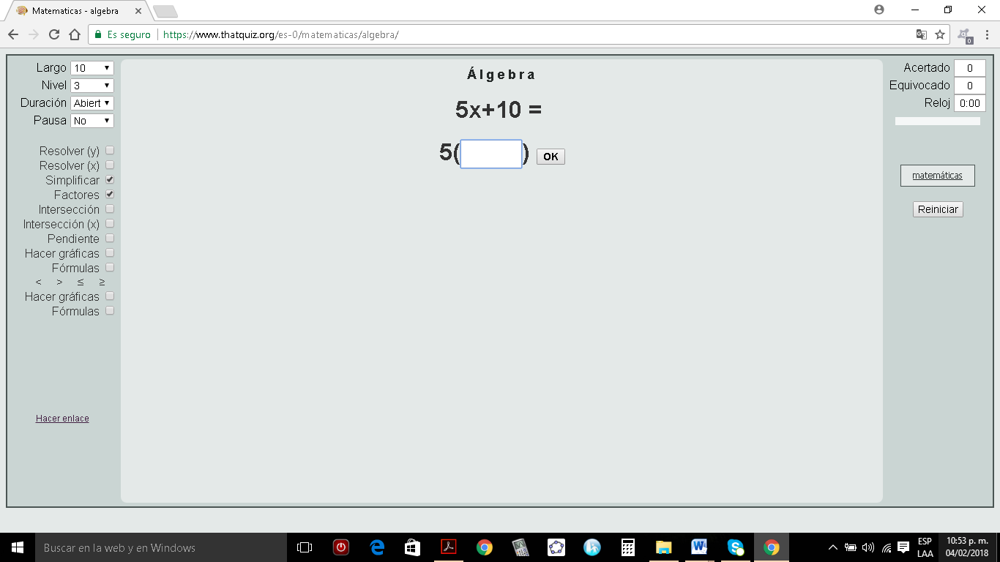 Matematicas - algebra
Es seguro https://www.thatquiz.org/es-0/matematicas/algebra/
0
Largo 10
Nivel 3
Duración Abiert
Pausa No
Resolver (y)
Resolver (x)
Simplificar
Factores
Intersección
Intersección (x)
Pendiente
Hacer gráficas
Fórmulas
< > ≤ ≥
Hacer gráficas
Fórmulas
Hacer enlace
Álgebra
5x+10 =
5( ) OK
Acertado 0
Equivocado 0
Reloj 0:00
matemáticas
Reiniciar
Buscar en la web y en Windows
ESP
LAA
10:53 p. m.
04/02/2018